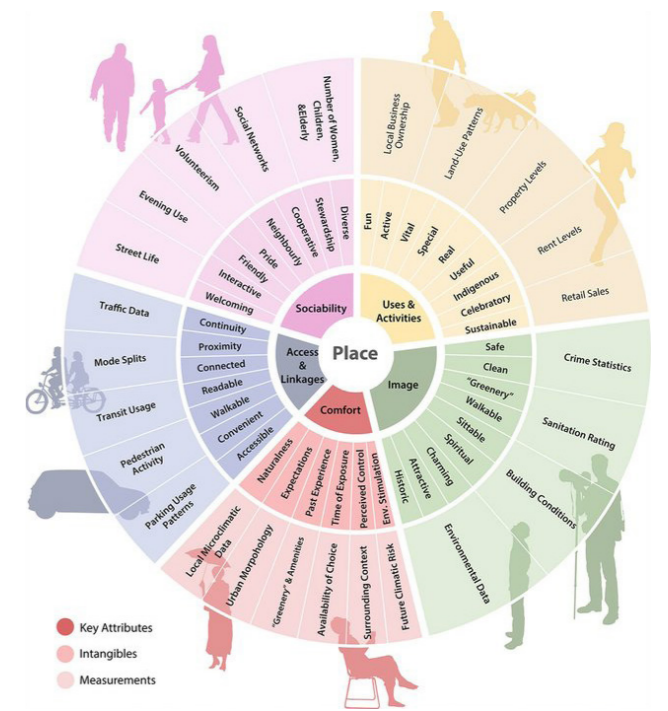 Place
Sociability
Uses &
Activities
Image
Comfort
Access
&
Linkages
Welcoming
Interactive
Friendly
Pride
Neighbourly
Cooperative
Stewardship
Diverse
Street Life
Evening Use
Volunteerism
Social Networks
Number of Women,
Children,
&Elderly
Fun
Active
Vital
Special
Real
Useful
Indigenous
Celebratory
Sustainable
Local Business
Ownership
Land-Use Patterns
Property Levels
Rent Levels
Retail Sales
Safe
Clean
"Greenery"
Walkable
Sittable
Spiritual
Charming
Attractive
Historic
Crime Statistics
Sanitation Rating
Building Conditions
Environmental Data
Env. Stimulation
Perceived Control
Time of Exposure
Past Experience
Expectations
Naturalness
Future Climatic Risk
Surrounding Context
Availability of Choice
"Greenery" & Amenities
Urban Morpohology
Local Microclimatic
Data
Continuity
Proximity
Connected
Readable
Walkable
Convenient
Accessible
Traffic Data
Mode Splits
Transit Usage
Pedestrian
Activity
Parking Usage
Patterns
Key Attributes
Intangibles
Measurements